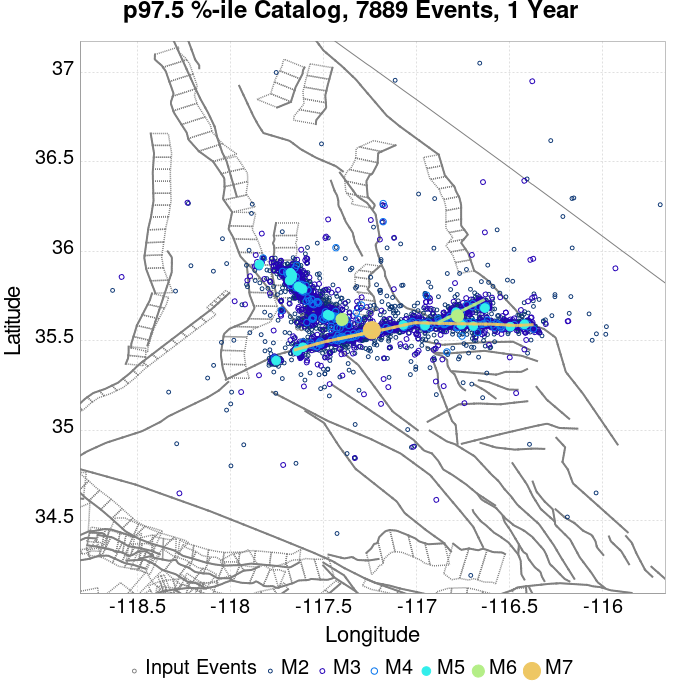 p97.5 %-ile Catalog, 7889 Events, 1 Year
37
36.5
36
35.5
35
34.5
Latitude
-118.5 -118 -117.5 -117 -116.5 -116
Longitude
Input Events M2 M3 M4 M5 M6 M7